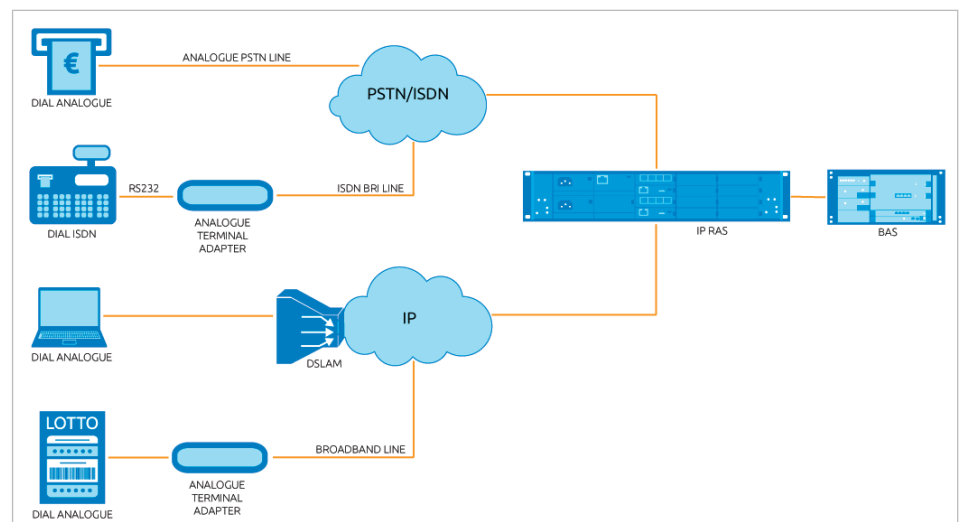 €
DIAL ANALOGUE
ANALOGUE PSTN LINE
PSTN/ISDN
DIAL ISDN
RS232
ANALOGUE
TERMINAL
ADAPTER
ISDN BRI LINE
IP RAS
BAS
DIAL ANALOGUE
DSLAM
IP
LOTTO
DIAL ANALOGUE
ANALOGUE
TERMINAL
ADAPTER
BROADBAND LINE